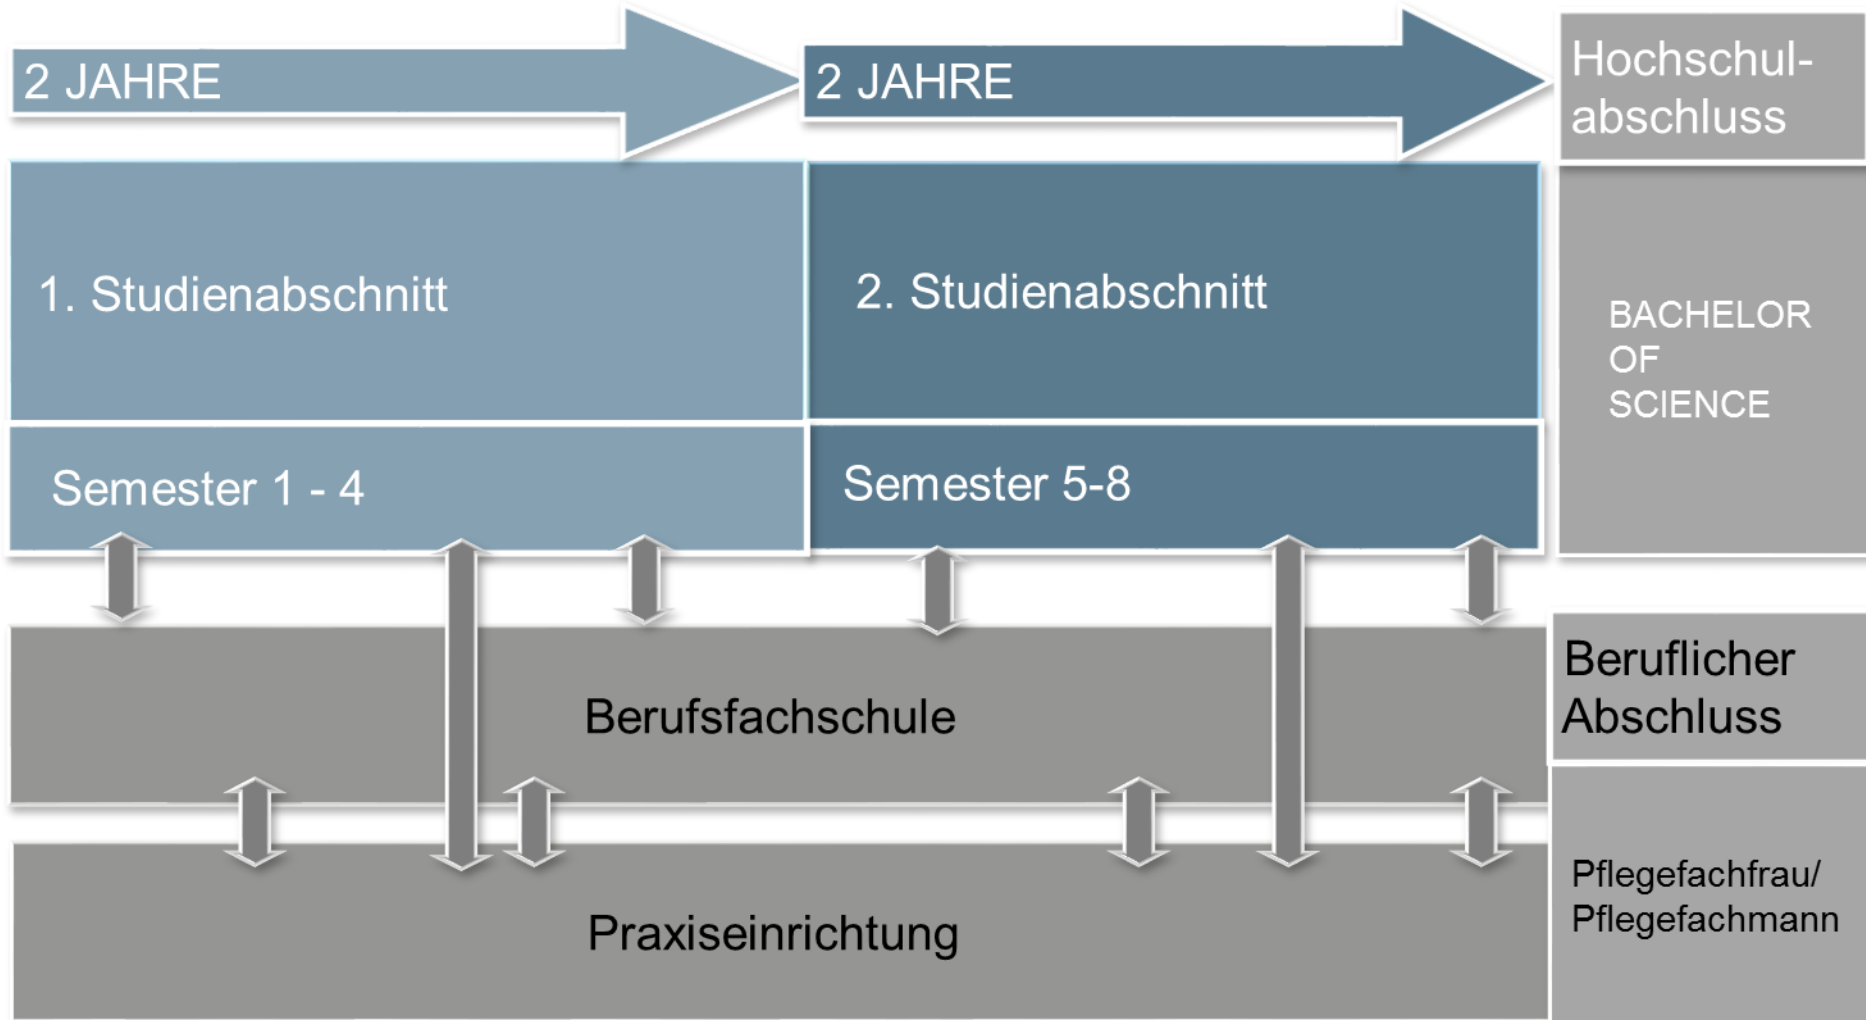 2 JAHRE
2 JAHRE
Hochschul-
abschluss
1. Studienabschnitt
2. Studienabschnitt
BACHELOR
OF
SCIENCE
Semester 1 - 4
Semester 5-8
Berufsfachschule
Beruflicher
Abschluss
Praxiseinrichtung
Pflegefachfrau/
Pflegefachmann